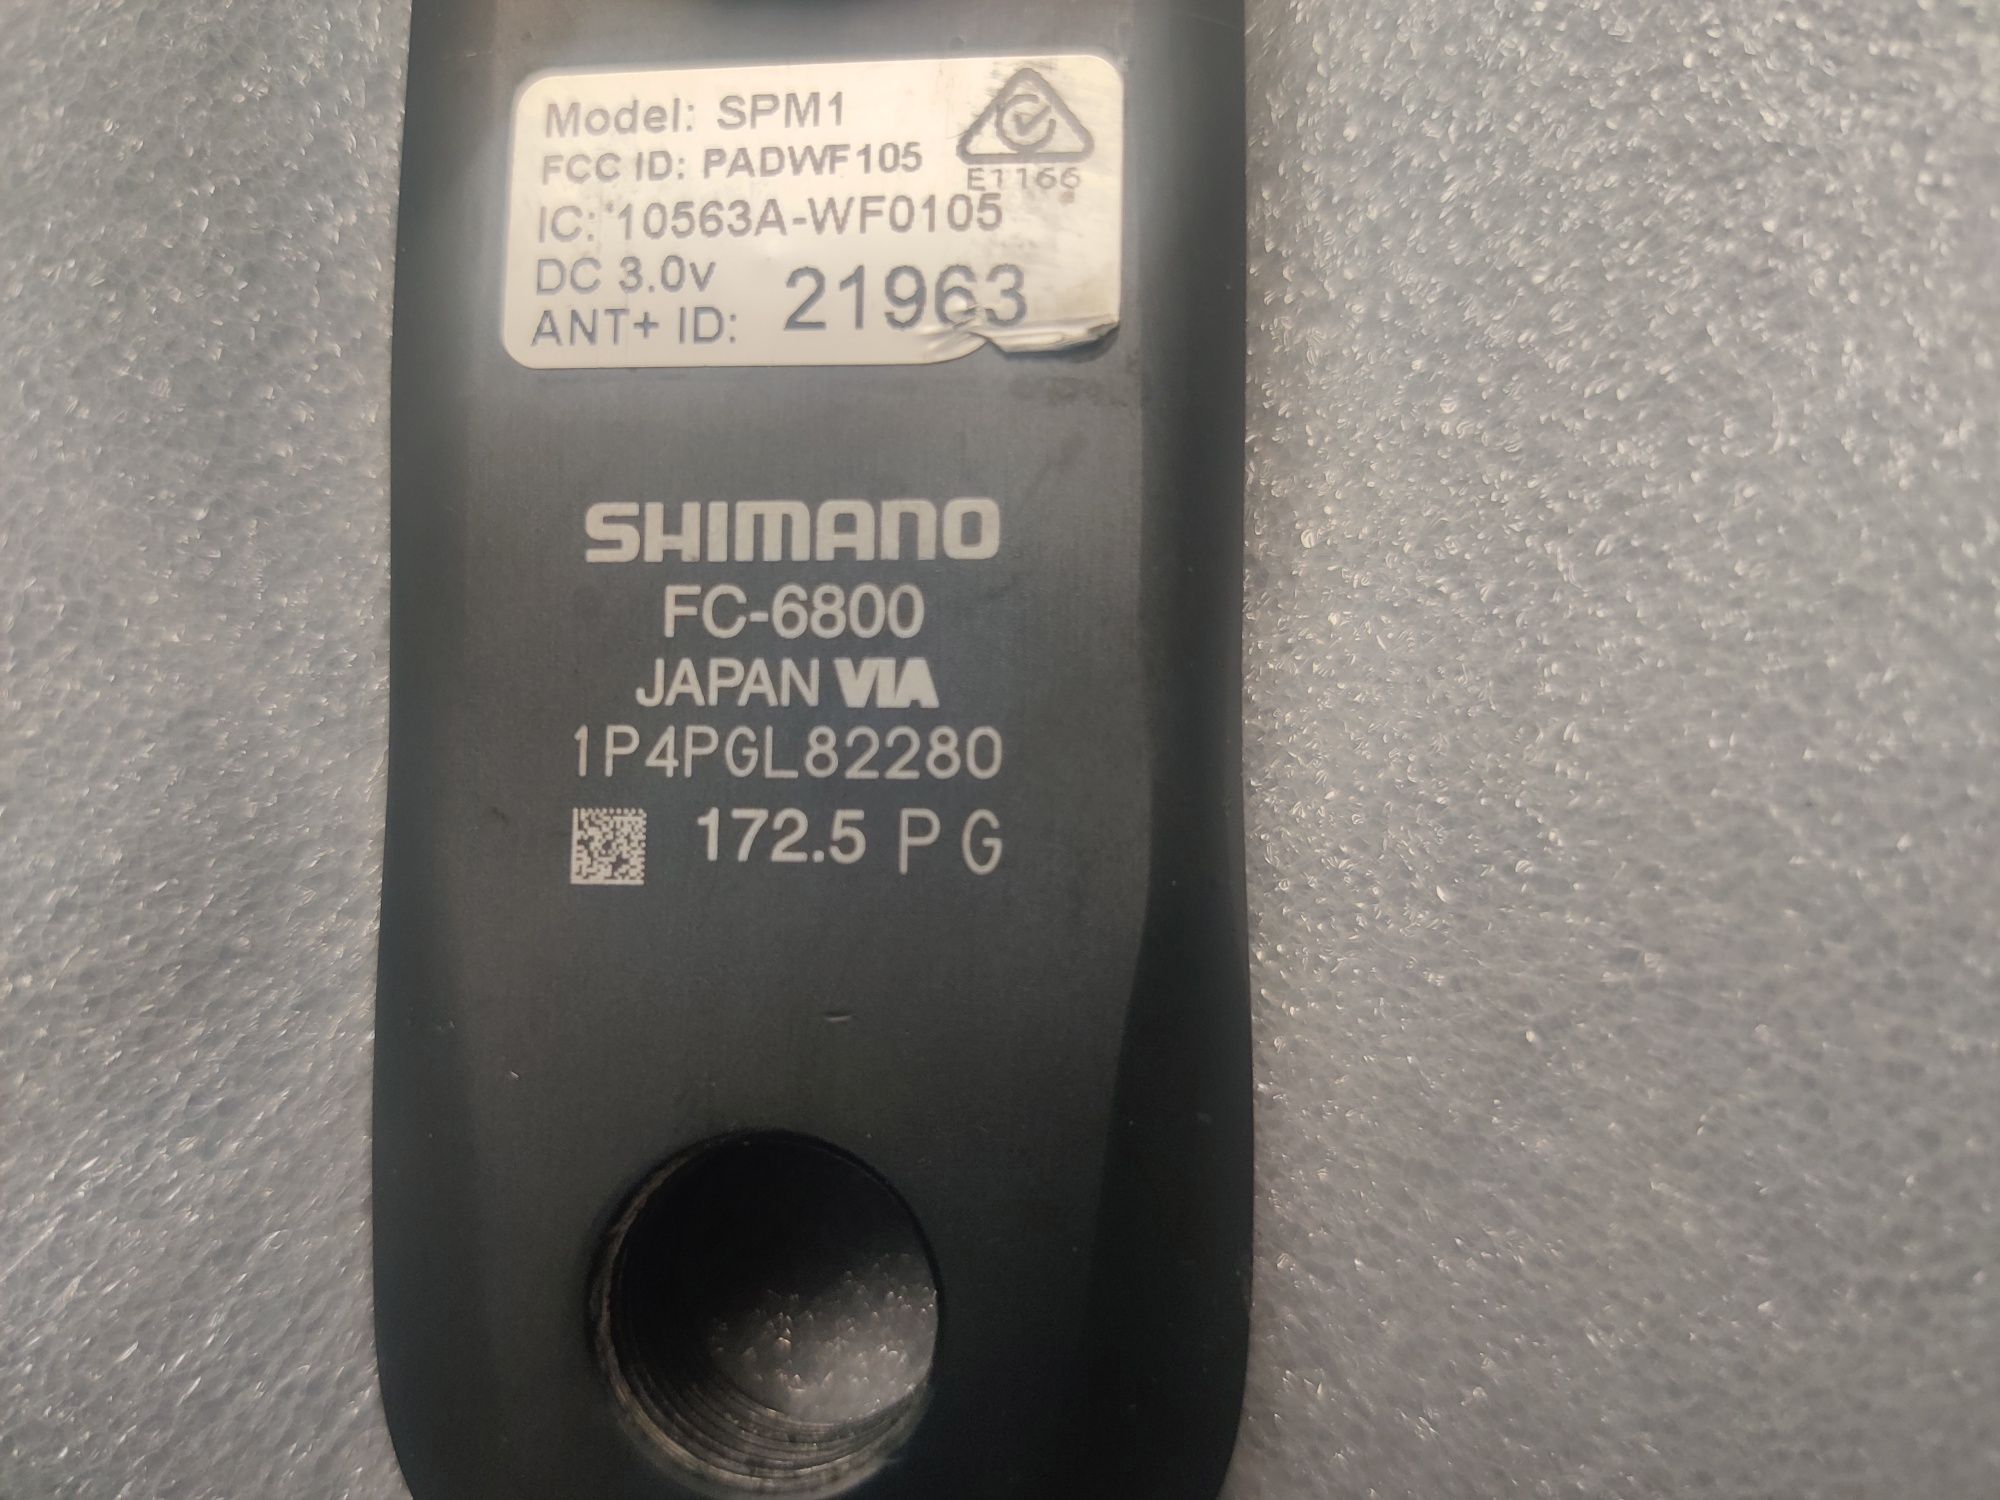 Model: SPM1
FCC ID: PADWF105
E1166
IC: 10563A-WF0105
DC 3.0v
ANT+ ID: 21963
SHIMANO
FC-6800
JAPAN VIA
1P4PGL82280
172.5 P G